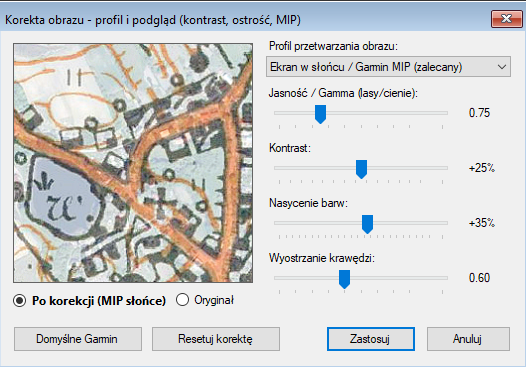 Korekta obrazu - profil i podgląd (kontrast, ostrość, MIP)
Profil przetwarzania obrazu:
Ekran w słońcu / Garmin MIP (zalecany)
Jasność / Gamma (lasy/cienie):
0.75
Kontrast:
+25%
Nasycenie barw:
+35%
Wyostrzanie krawędzi:
0.60
Po korekcji (MIP słońce)
Oryginał
Domyślne Garmin
Resetuj korektę
Zastosuj
Anuluj